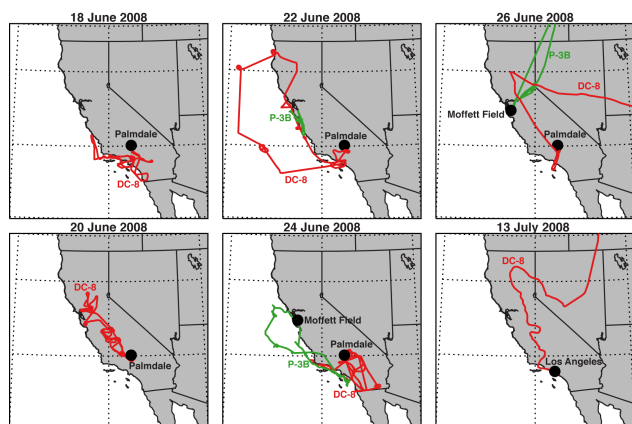 18 June 2008
Palmdale
DC-8
22 June 2008
P-3B
Palmdale
DC-8
26 June 2008
P-3B
DC-8
Moffett Field
Palmdale
20 June 2008
DC-8
Palmdale
24 June 2008
Moffett Field
Palmdale
P-3B
DC-8
13 July 2008
DC-8
Los Angeles